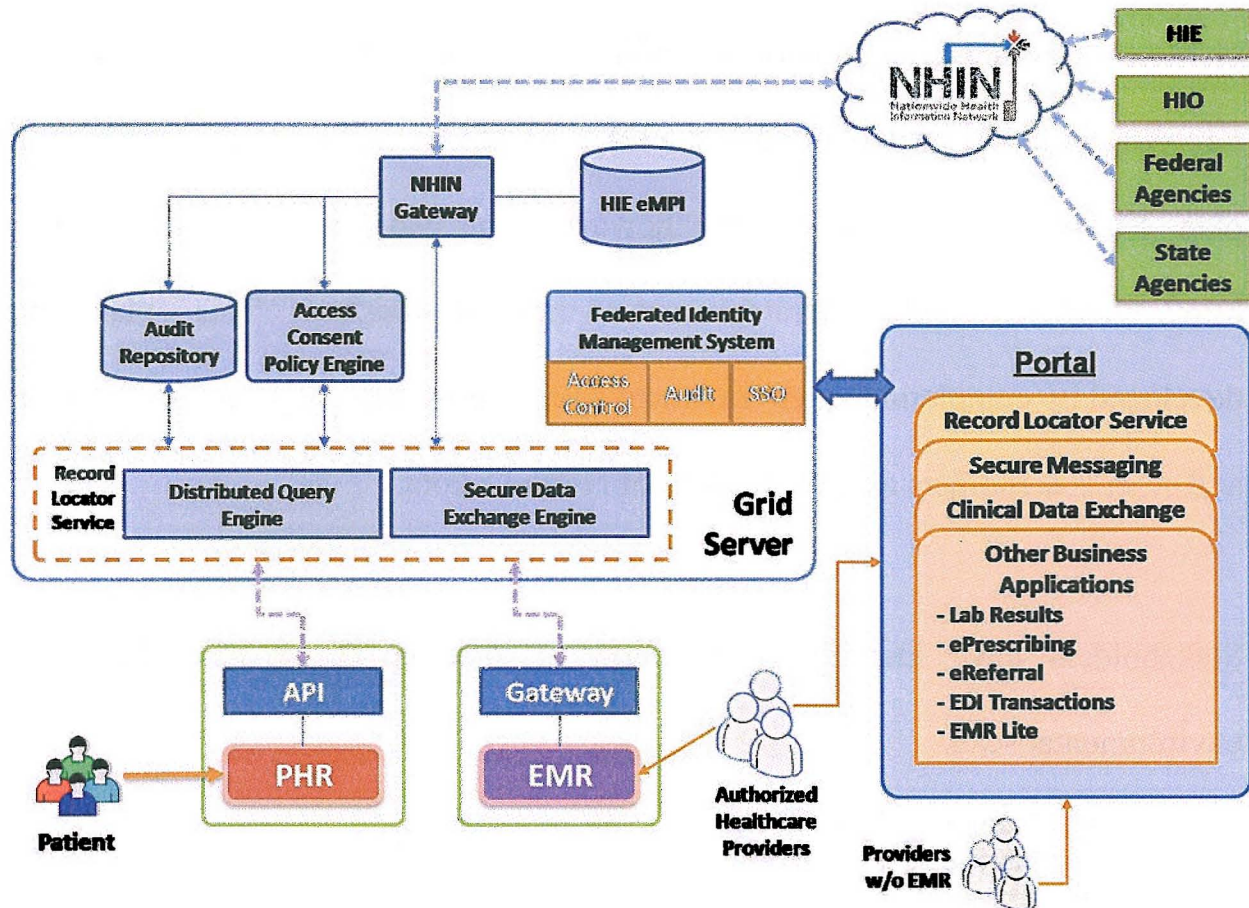 HIE
NHIN
Nationwide Health
Information Network
HIO
Federal
Agencies
State
Agencies
NHIN
Gateway
HIE eMPI
Audit
Repository
Access
Consent
Policy Engine
Federated Identity
Management System
Access
Control
Audit
SSO
Record
Locator
Service
Distributed Query
Engine
Secure Data
Exchange Engine
Grid
Server
Portal
Record Locator Service
Secure Messaging
Clinical Data Exchange
Other Business
Applications
- Lab Results
- ePrescribing
- eReferral
- EDI Transactions
- EMR Lite
API
PHR
Gateway
EMR
Patient
Authorized
Healthcare
Providers
Providers
w/o EMR